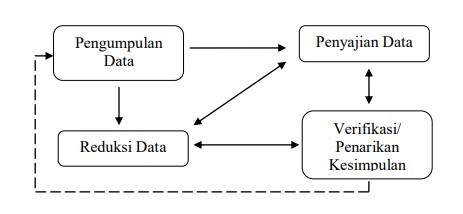 Pengumpulan
Data
Penyajian Data
Reduksi Data
Verifikasi/
Penarikan
Kesimpulan